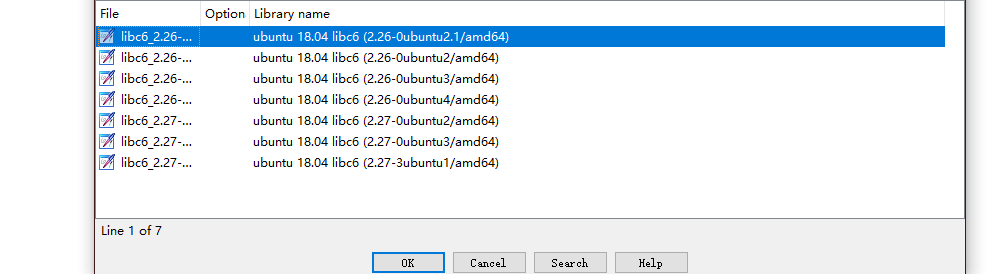 File Option Library name
libc6_2.26-... ubuntu 18.04 libc6 (2.26-0ubuntu2.1/amd64)
libc6_2.26-... ubuntu 18.04 libc6 (2.26-0ubuntu2/amd64)
libc6_2.26-... ubuntu 18.04 libc6 (2.26-0ubuntu3/amd64)
libc6_2.26-... ubuntu 18.04 libc6 (2.26-0ubuntu4/amd64)
libc6_2.27-... ubuntu 18.04 libc6 (2.27-0ubuntu2/amd64)
libc6_2.27-... ubuntu 18.04 libc6 (2.27-0ubuntu3/amd64)
libc6_2.27-... ubuntu 18.04 libc6 (2.27-3ubuntu1/amd64)
Line 1 of 7
OK Cancel Search Help